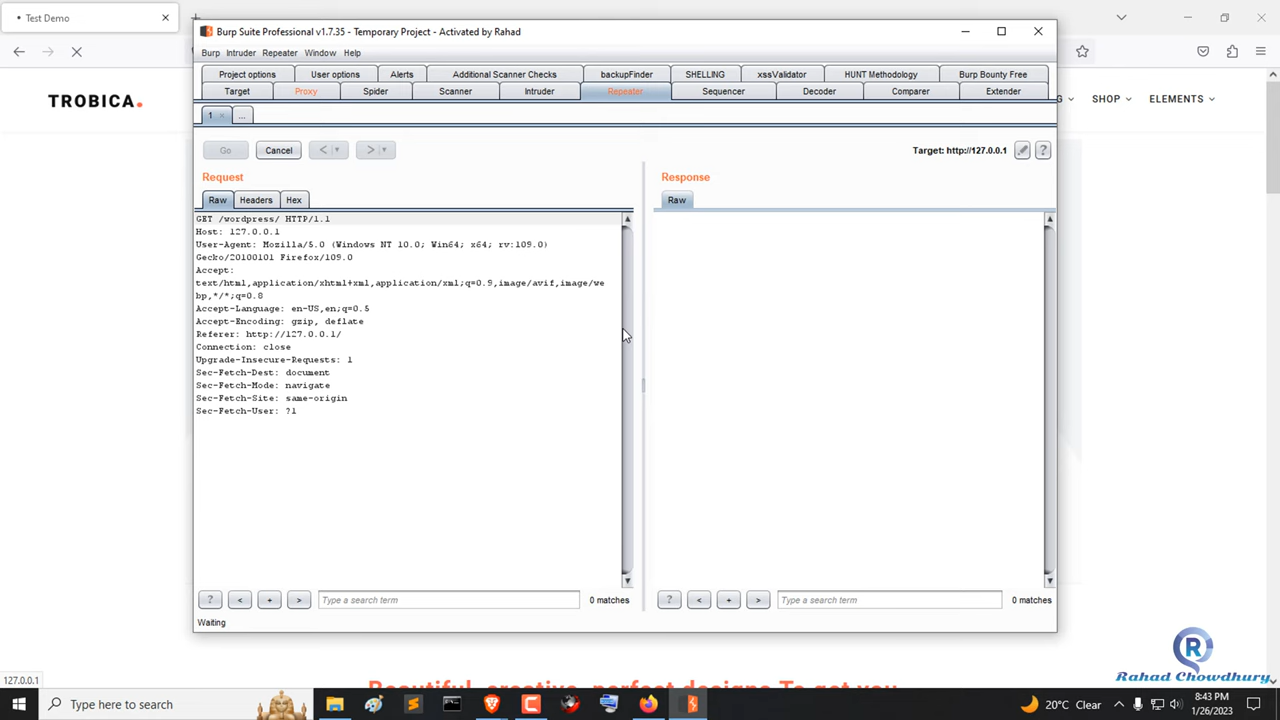 Test Demo
Burp Suite Professional v1.7.35 - Temporary Project - Activated by Rahad
Burp Intruder Repeater Window Help
Project options User options Alerts Additional Scanner Checks backupFinder SHELLING xssValidator HUNT Methodology Burp Bounty Free
Target Proxy Spider Scanner Intruder Repeater Sequencer Decoder Comparer Extender
TROBICA.
G SHOP ELEMENTS
1 × ...
Go Cancel < > Target: http://127.0.0.1 ?
Request
Response
Raw Headers Hex
Raw
GET /wordpress/ HTTP/1.1
Host: 127.0.0.1
User-Agent: Mozilla/5.0 (Windows NT 10.0; Win64; x64; rv:109.0)
Gecko/20100101 Firefox/109.0
Accept:
text/html,application/xhtml+xml,application/xml;q=0.9,image/avif,image/we
bp,*/*;q=0.8
Accept-Language: en-US,en;q=0.5
Accept-Encoding: gzip, deflate
Referer: http://127.0.0.1/
Connection: close
Upgrade-Insecure-Requests: 1
Sec-Fetch-Dest: document
Sec-Fetch-Mode: navigate
Sec-Fetch-Site: same-origin
Sec-Fetch-User: ?1
? < + > Type a search term 0 matches
? < + > Type a search term 0 matches
Waiting
Beautiful, creative, perfect designs To get you
127.0.0.1
R
Rahad Chowdhury
Type here to search
20°C Clear
8:43 PM
1/26/2023